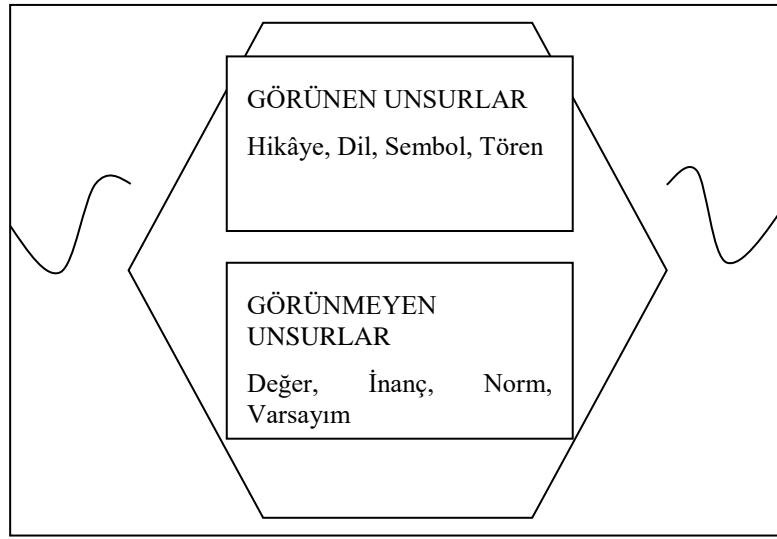 GÖRÜNEN UNSURLAR
Hikâye, Dil, Sembol, Tören
GÖRÜNMEYEN
UNSURLAR
Değer, İnanç, Norm,
Varsayım